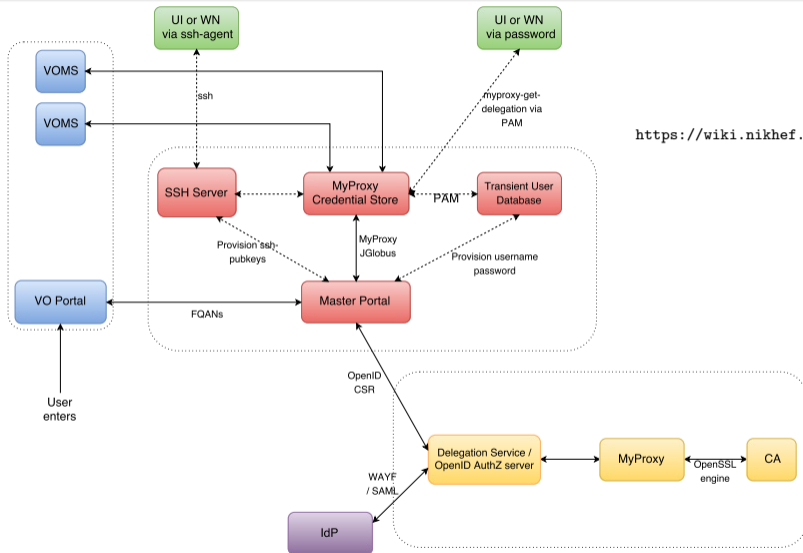 UI or WN
via ssh-agent
UI or WN
via password
VOMS
ssh
myproxy-get-
delegation via
PAM
VOMS
https://wiki.nikhef.
SSH Server
MyProxy
Credential Store
PAM
Transient User
Database
Provision ssh-
pubkeys
MyProxy
JGlobus
Provision username
password
VO Portal
FQANs
Master Portal
User
enters
OpenID
CSR
Delegation Service /
OpenID AuthZ server
MyProxy
OpenSSL
engine
CA
WAYF
/ SAML
IdP